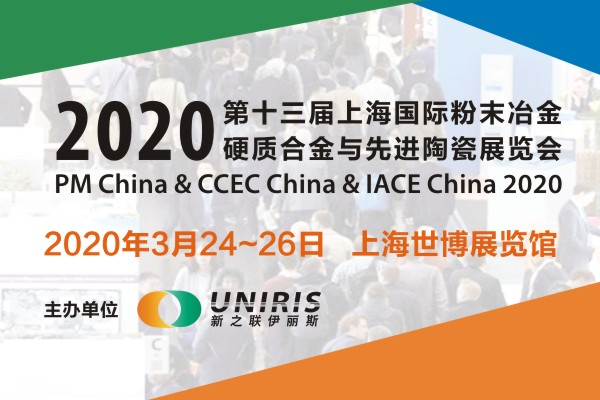 2020
第十三届上海国际粉末冶金
硬质合金与先进陶瓷展览会
PM China & CCEC China & IACE China 2020
2020年3月24~26日 上海世博展览馆
主办单位
UNIRIS
新之联伊丽斯